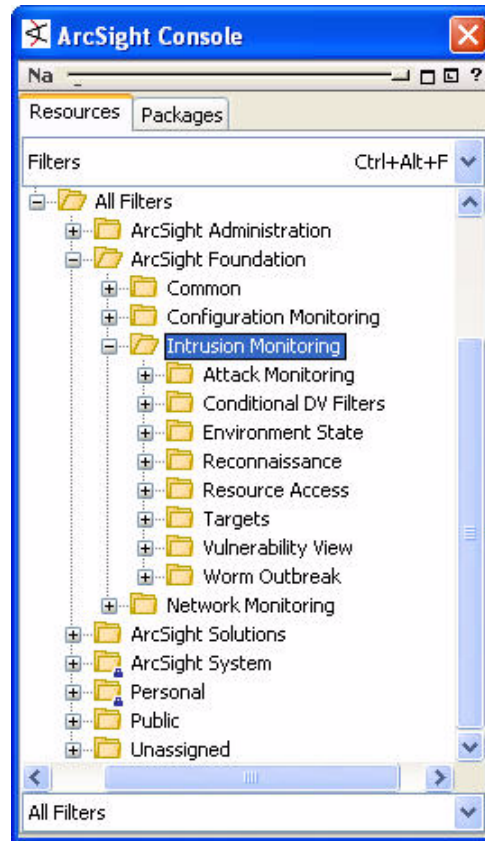 ArcSight Console
Na
?
Resources Packages
Filters Ctrl+Alt+F
All Filters
ArcSight Administration
ArcSight Foundation
Common
Configuration Monitoring
Intrusion Monitoring
Attack Monitoring
Conditional DV Filters
Environment State
Reconnaissance
Resource Access
Targets
Vulnerability View
Worm Outbreak
Network Monitoring
ArcSight Solutions
ArcSight System
Personal
Public
Unassigned
All Filters